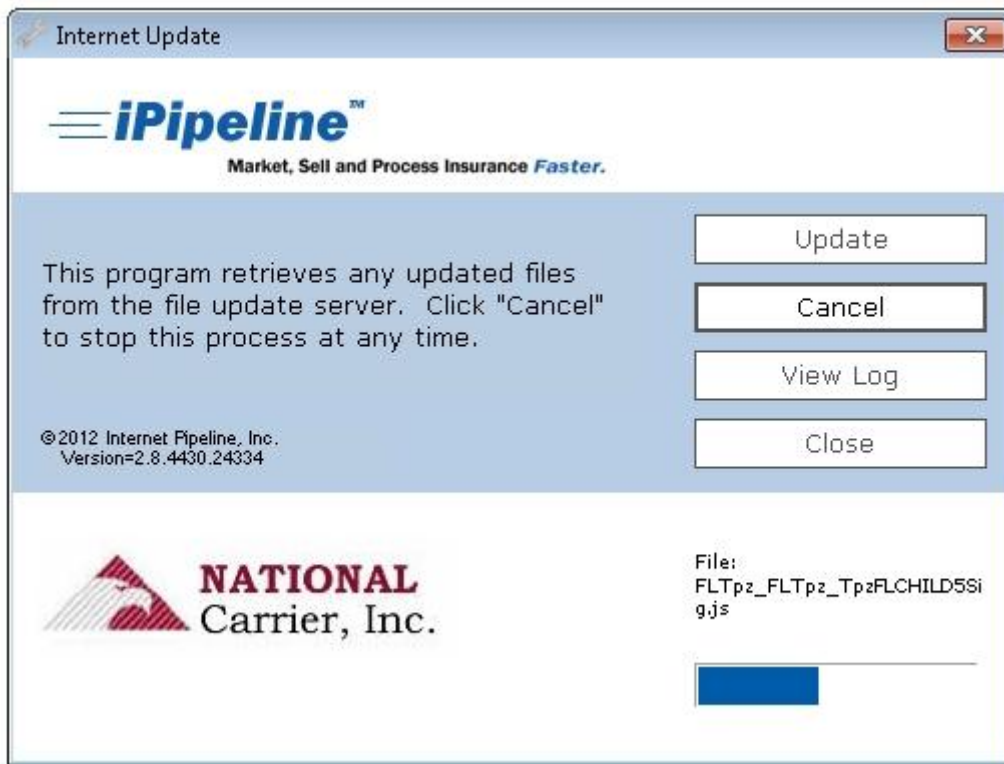 Internet Update
iPipeline™
Market, Sell and Process Insurance Faster.
This program retrieves any updated files
from the file update server.  Click "Cancel"
to stop this process at any time.
©2012 Internet Pipeline, Inc.
Version=2.8.4430.24334
Update
Cancel
View Log
Close
NATIONAL
Carrier, Inc.
File:
FLTpz_FLTpz_TpzFLCHILD5Si
g.js